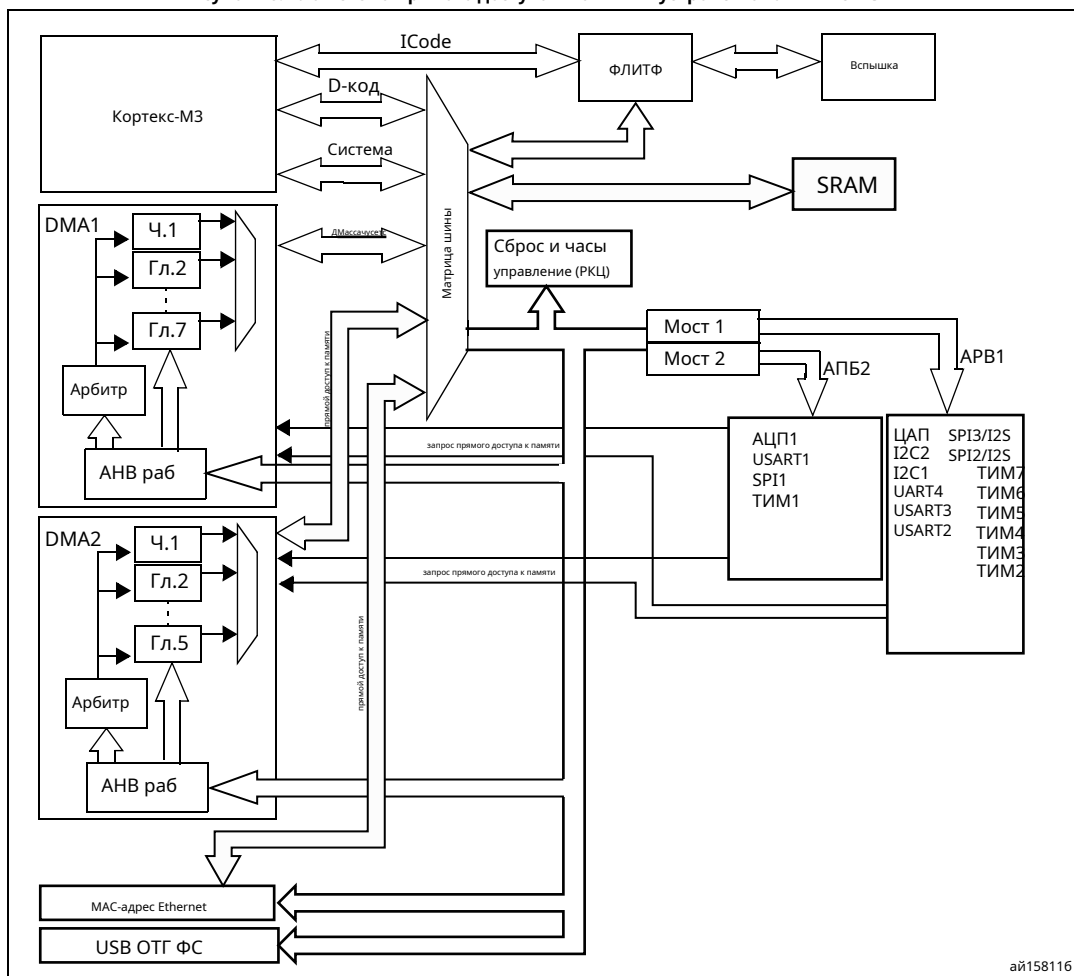 ICode
ФЛИТФ
Вспышка
Кортекс-М3
D-код
Система
SRAM
DMA1
Ч.1
Гл.2
Гл.7
Арбитр
АНВ раб
ДМассачусетс
Матрица шины
Сброс и часы
управление (РКЦ)
Мост 1
Мост 2
АПБ2
АРВ1
прямой доступ к памяти
запрос прямого доступа к памяти
АЦП1
USART1
SPI1
ТИМ1
ЦАП SPI3/I2S
I2C2 SPI2/I2S
I2C1 ТИМ7
UART4 ТИМ6
USART3 ТИМ5
USART2 ТИМ4
ТИМ3
ТИМ2
DMA2
Ч.1
Гл.2
Гл.5
Арбитр
АНВ раб
запрос прямого доступа к памяти
прямой доступ к памяти
МАС-адрес Ethernet
USB ОТГ ФС
ай15811б